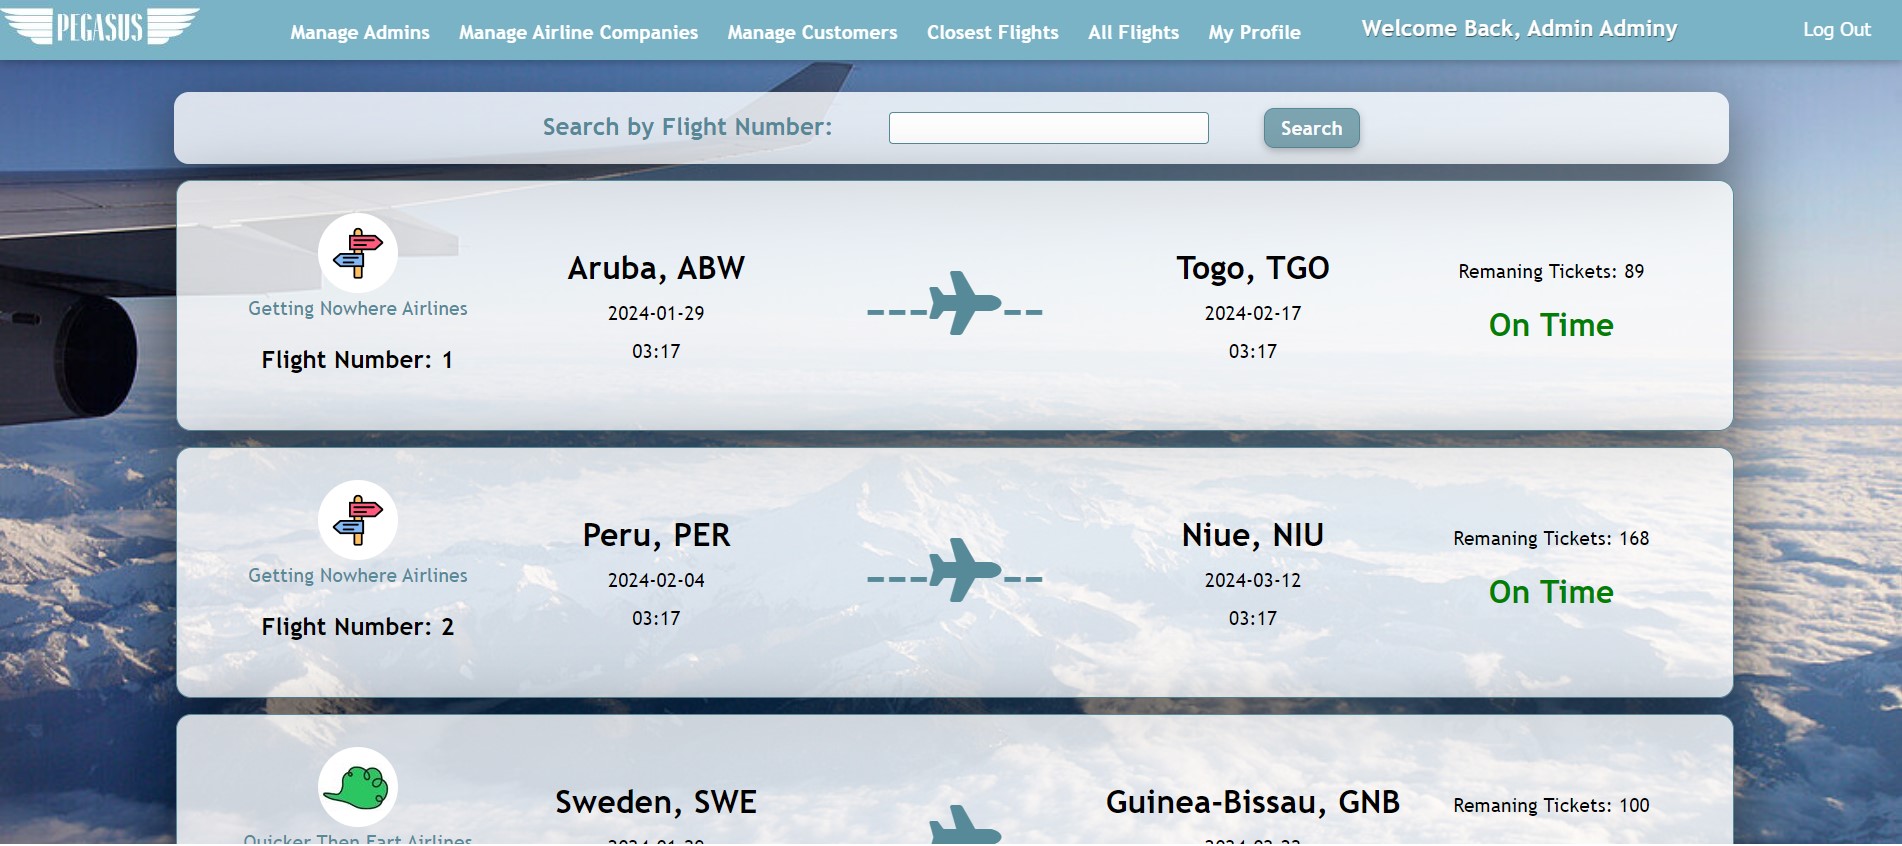 PEGASUS
Manage Admins Manage Airline Companies Manage Customers Closest Flights All Flights My Profile Welcome Back, Admin Adminy Log Out
Search by Flight Number: Search
Getting Nowhere Airlines
Flight Number: 1
Aruba, ABW
2024-01-29
03:17
Togo, TGO
2024-02-17
03:17
Remaning Tickets: 89
On Time
Getting Nowhere Airlines
Flight Number: 2
Peru, PER
2024-02-04
03:17
Niue, NIU
2024-03-12
03:17
Remaning Tickets: 168
On Time
Quicker Then Fart Airlines
Sweden, SWE
Guinea-Bissau, GNB
Remaning Tickets: 100